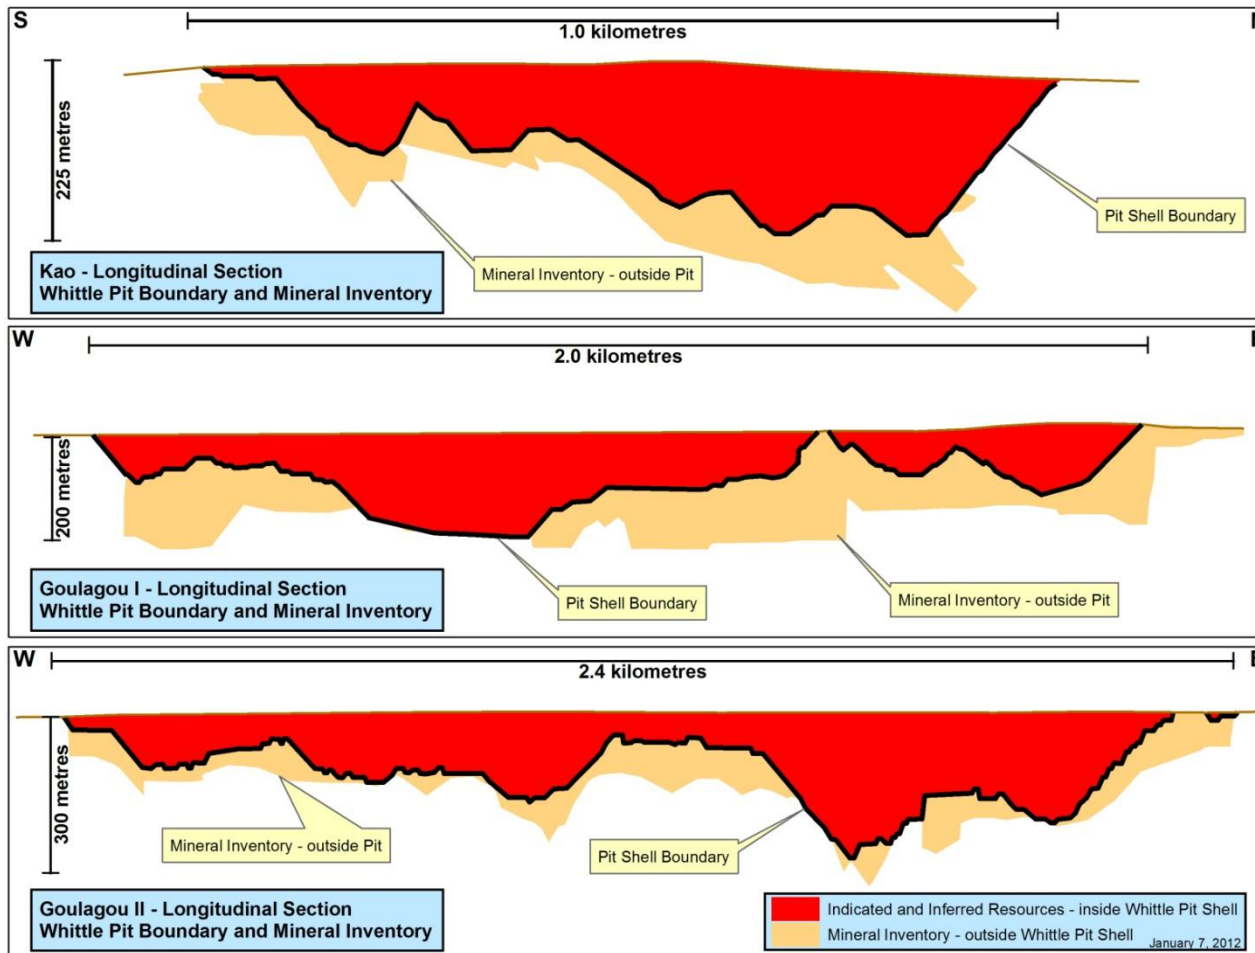 S
1.0 kilometres
225 metres
Pit Shell Boundary
Mineral Inventory - outside Pit
Kao - Longitudinal Section
Whittle Pit Boundary and Mineral Inventory
W
2.0 kilometres
200 metres
Pit Shell Boundary
Mineral Inventory - outside Pit
Goulagou I - Longitudinal Section
Whittle Pit Boundary and Mineral Inventory
W
2.4 kilometres
300 metres
Mineral Inventory - outside Pit
Pit Shell Boundary
Goulagou II - Longitudinal Section
Whittle Pit Boundary and Mineral Inventory
Indicated and Inferred Resources - inside Whittle Pit Shell
Mineral Inventory - outside Whittle Pit Shell
January 7, 2012